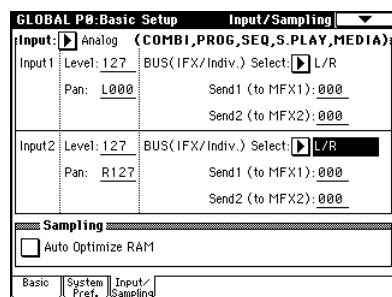 GLOBAL P0:Basic Setup Input/Sampling
Input: Analog (COMBI,PROG,SEQ,S.PLAY,MEDIA)
Input1 Level: 127 BUS(IFX/Indiv.) Select: L/R
Pan: L000 Send1 (to MFX1): 000
Send2 (to MFX2): 000
Input2 Level: 127 BUS(IFX/Indiv.) Select: L/R
Pan: R127 Send1 (to MFX1): 000
Send2 (to MFX2): 000
Sampling
Auto Optimize RAM
Basic System Pref. Input/Sampling